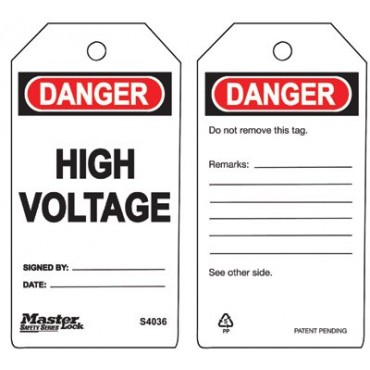 DANGER
HIGH
VOLTAGE
SIGNED BY:
DATE:
Master Lock
SAFETY SERIES
S4036
DANGER
Do not remove this tag.
Remarks:
See other side.
PP
PATENT PENDING